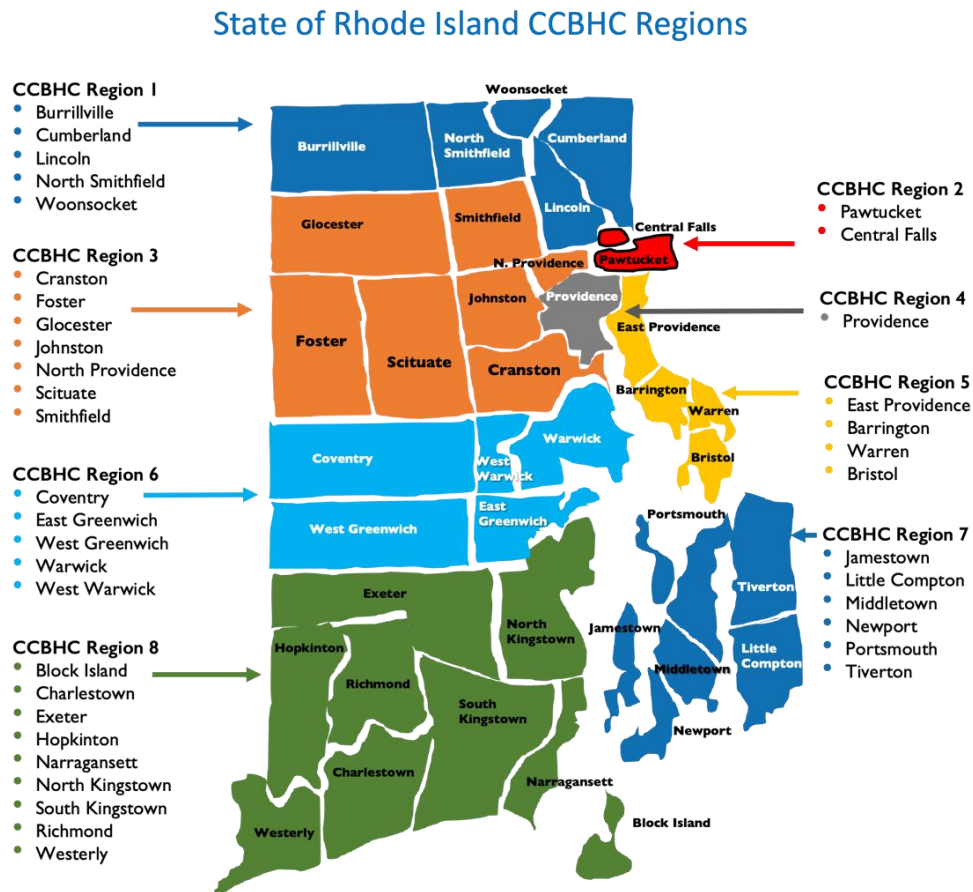 State of Rhode Island CCBHC Regions
CCBHC Region 1
• Burrillville
• Cumberland
• Lincoln
• North Smithfield
• Woonsocket
CCBHC Region 3
• Cranston
• Foster
• Glocester
• Johnston
• North Providence
• Scituate
• Smithfield
CCBHC Region 6
• Coventry
• East Greenwich
• West Greenwich
• Warwick
• West Warwick
CCBHC Region 8
• Block Island
• Charlestown
• Exeter
• Hopkinton
• Narragansett
• North Kingstown
• South Kingstown
• Richmond
• Westerly
Woonsocket
Burrillville
North
Smithfield
Cumberland
Lincoln
Glocester
Smithfield
Central Falls
N. Providence
Pawtucket
Johnston
Providence
East Providence
Foster
Scituate
Cranston
Barrington
Warren
Bristol
Coventry
West
Warwick
Warwick
West Greenwich
East
Greenwich
Portsmouth
Tiverton
Exeter
North
Kingstown
Jamestown
Hopkinton
Richmond
Middletown
Little
Compton
South
Kingstown
Newport
Charlestown
Narragansett
Westerly
Block Island
CCBHC Region 2
• Pawtucket
• Central Falls
CCBHC Region 4
• Providence
CCBHC Region 5
• East Providence
• Barrington
• Warren
• Bristol
CCBHC Region 7
• Jamestown
• Little Compton
• Middletown
• Newport
• Portsmouth
• Tiverton